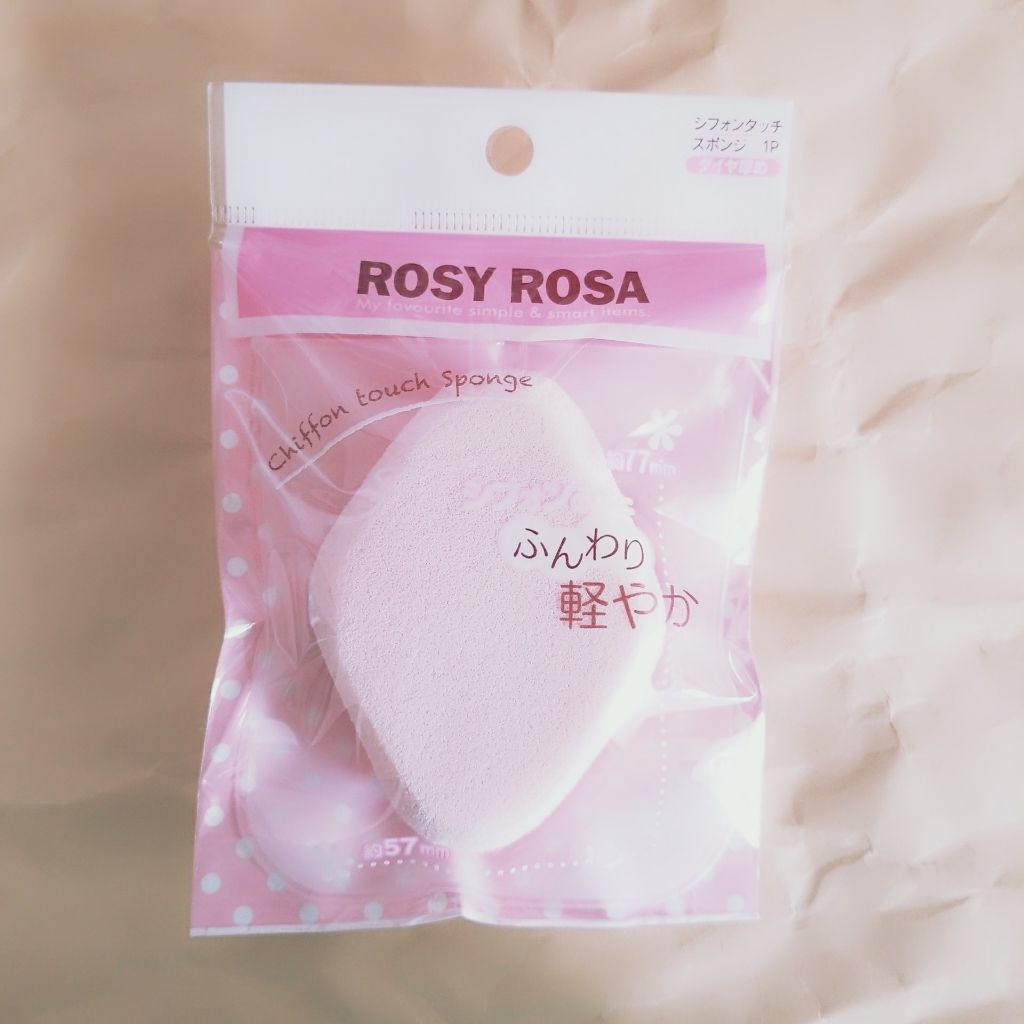 シフォンタッチ
スポンジ 1P
ダイヤ厚め
ROSY ROSA
My favourite simple & smart items.
Chiffon touch Sponge
約77mm
ふんわり
軽やか
約57mm